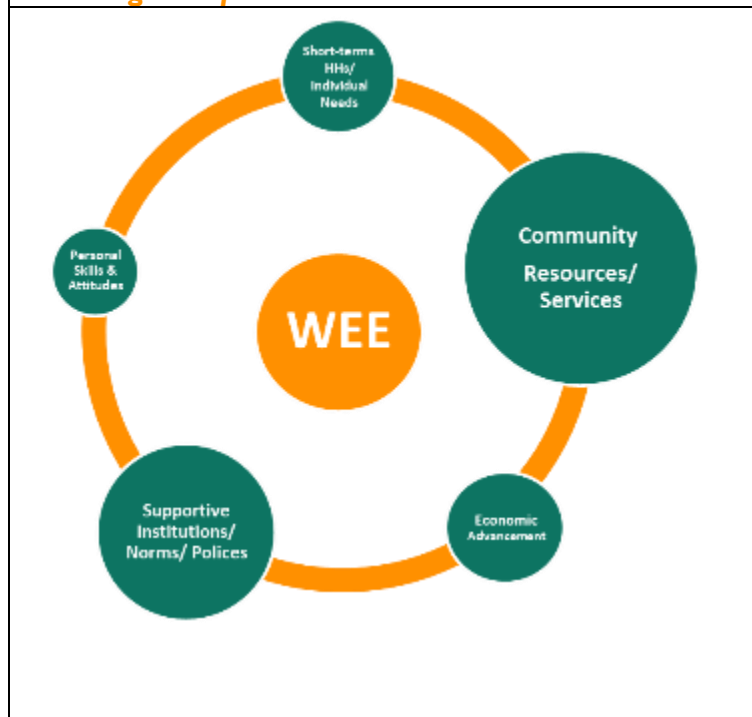 Short-terms
HHs/
Individual
Needs
Community
Resources/
Services
Personal
Skills &
Attitudes
WEE
Supportive
Institutions/
Norms/ Polices
Economic
Advancement